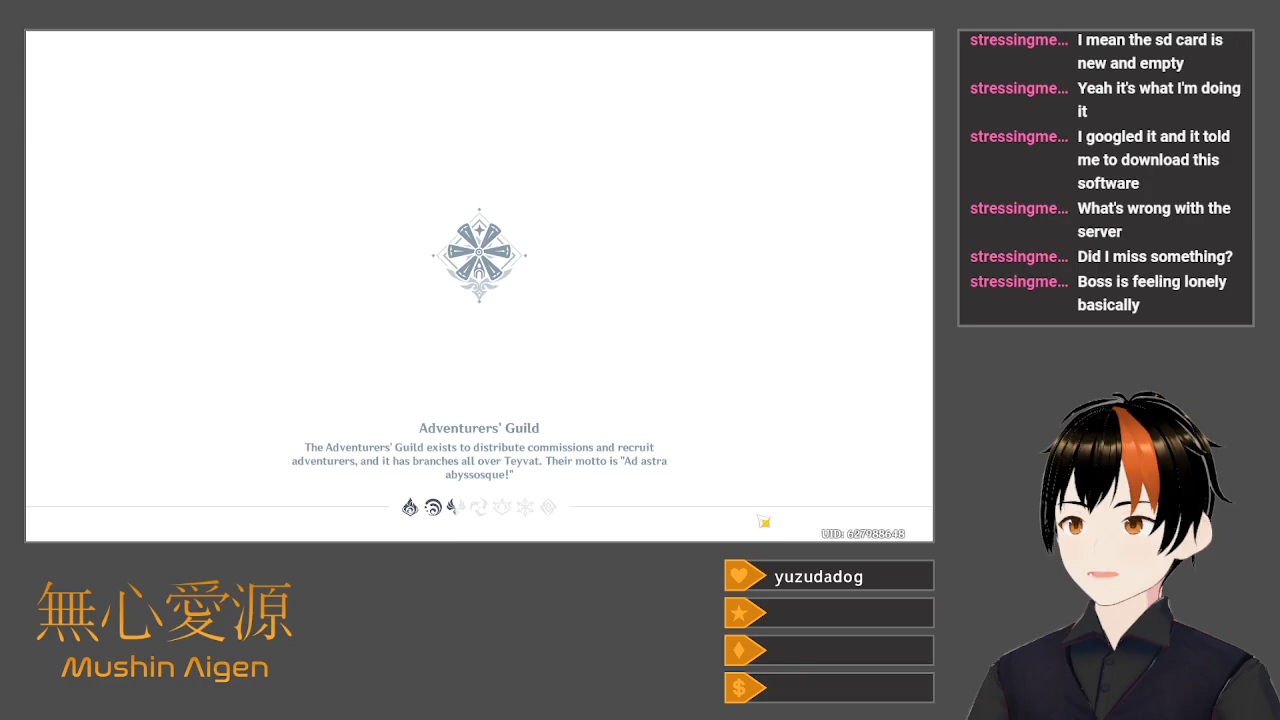 Adventurers' Guild
The Adventurers' Guild exists to distribute commissions and recruit
adventurers, and it has branches all over Teyvat. Their motto is "Ad astra
abyssosque!"
UID: 627988648
stressingme... I mean the sd card is
new and empty
stressingme... Yeah it's what I'm doing
it
stressingme... I googled it and it told
me to download this
software
stressingme... What's wrong with the
server
stressingme... Did I miss something?
stressingme... Boss is feeling lonely
basically
無心愛源
Mushin Aigen
yuzudadog
$